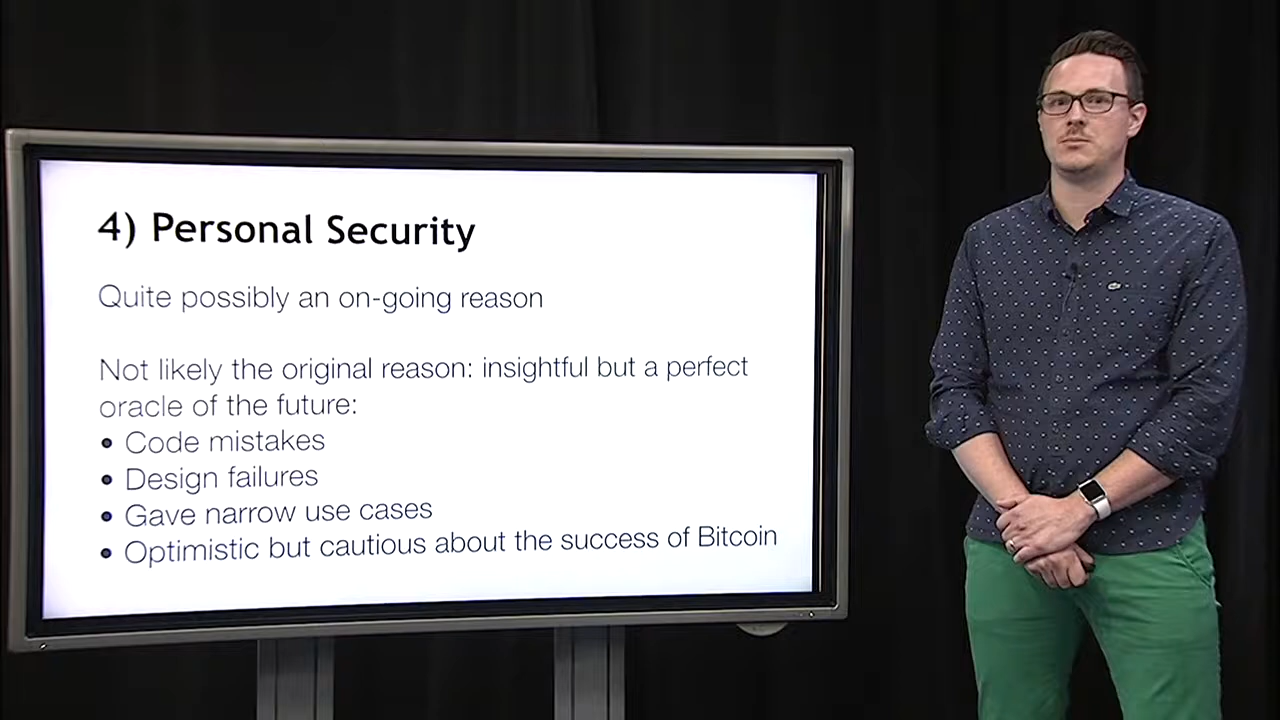 4) Personal Security
Quite possibly an on-going reason
Not likely the original reason: insightful but a perfect
oracle of the future:
• Code mistakes
• Design failures
• Gave narrow use cases
• Optimistic but cautious about the success of Bitcoin